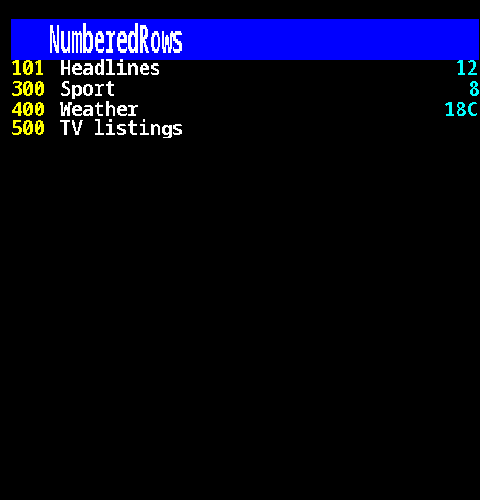 NumberedRows
101 Headlines 12
300 Sport 8
400 Weather 18C
500 TV listings